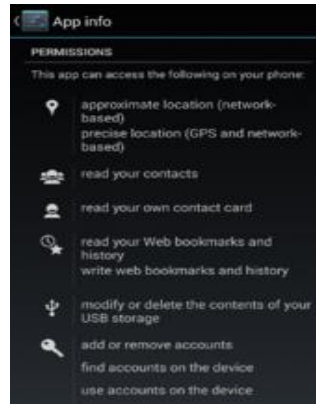 App info
PERMISSIONS
This app can access the following on your phone:
approximate location (network-
based)
precise location (GPS and network-
based)
read your contacts
read your own contact card
read your Web bookmarks and
history
write web bookmarks and history
modify or delete the contents of your
USB storage
add or remove accounts
find accounts on the device
use accounts on the device